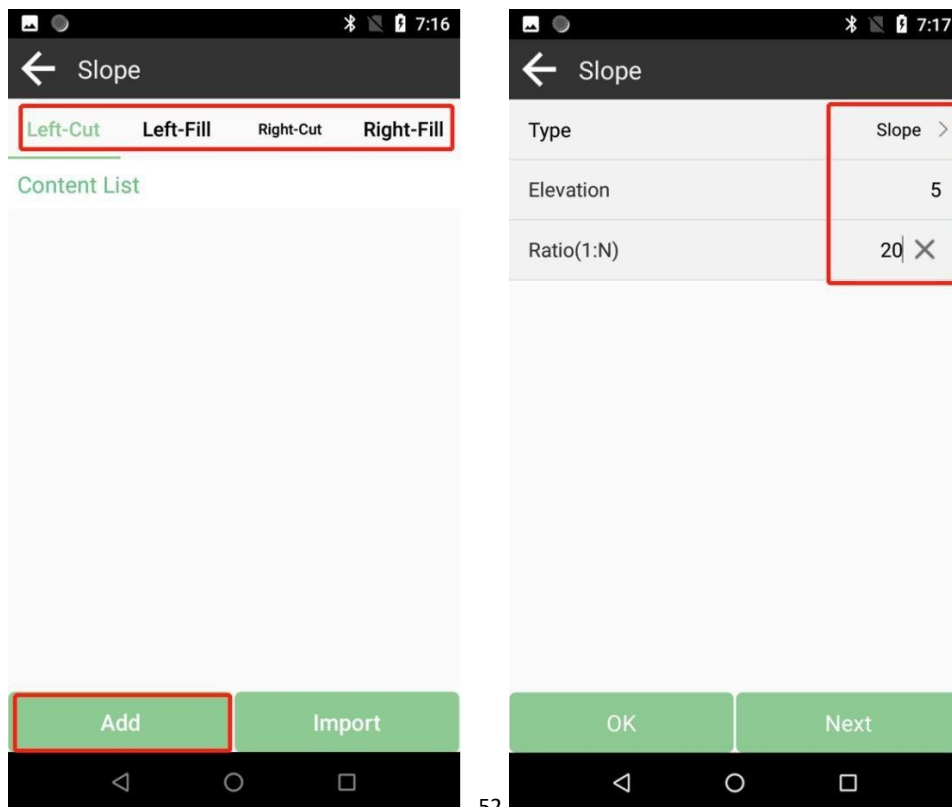 7:16
Slope
Left-Cut Left-Fill Right-Cut Right-Fill
Content List
Add Import
7:17
Slope
Type Slope >
Elevation 5
Ratio(1:N) 20
OK Next
52